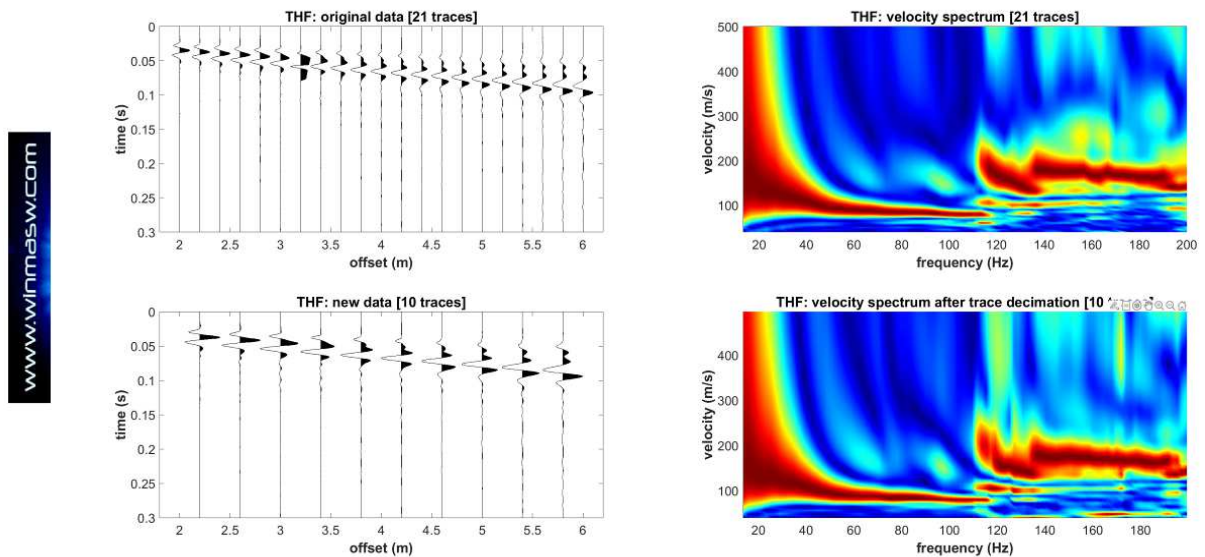 www.winmasw.com
THF: original data [21 traces]
0
0.05
0.1
0.15
0.2
0.25
0.3
time (s)
2 2.5 3 3.5 4 4.5 5 5.5 6
offset (m)
THF: velocity spectrum [21 traces]
500
400
300
200
100
velocity (m/s)
20 40 60 80 100 120 140 160 180 200
frequency (Hz)
THF: new data [10 traces]
0
0.05
0.1
0.15
0.2
0.25
0.3
time (s)
2 2.5 3 3.5 4 4.5 5 5.5 6
offset (m)
THF: velocity spectrum after trace decimation [10
400
300
200
100
velocity (m/s)
20 40 60 80 100 120 140 160 180
frequency (Hz)